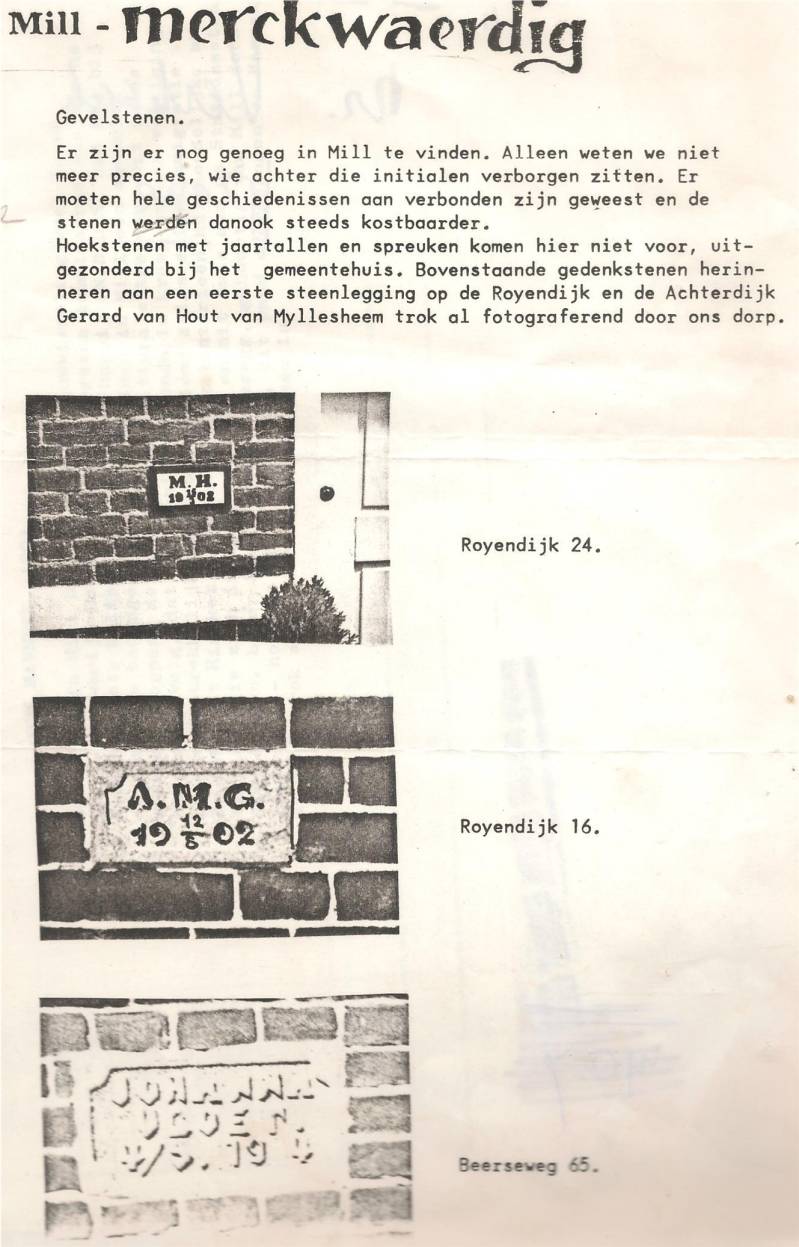 Mill - merckwaerdig
Gevelstenen.
Er zijn er nog genoeg in Mill te vinden. Alleen weten we niet
meer precies, wie achter die initialen verborgen zitten. Er
moeten hele geschiedenissen aan verbonden zijn geweest en de
stenen werden danook steeds kostbaarder.
Hoekstenen met jaartallen en spreuken komen hier niet voor, uit-
gezonderd bij het gemeentehuis. Bovenstaande gedenkstenen herin-
neren aan een eerste steenlegging op de Royendijk en de Achterdijk
Gerard van Hout van Myllesheem trok al fotograferend door ons dorp.
M.H.
19 02
Royendijk 24.
A.M.G.
19 12/8 02
Royendijk 16.
JOHANNA
Beerseweg 65.